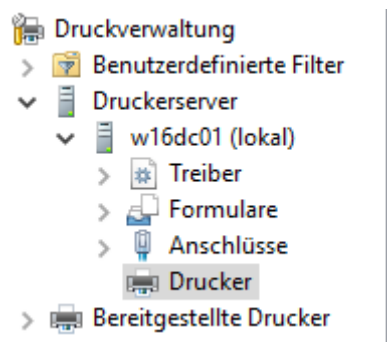 Druckverwaltung
Benutzerdefinierte Filter
Druckerserver
w16dc01 (lokal)
Treiber
Formulare
Anschlüsse
Drucker
Bereitgestellte Drucker